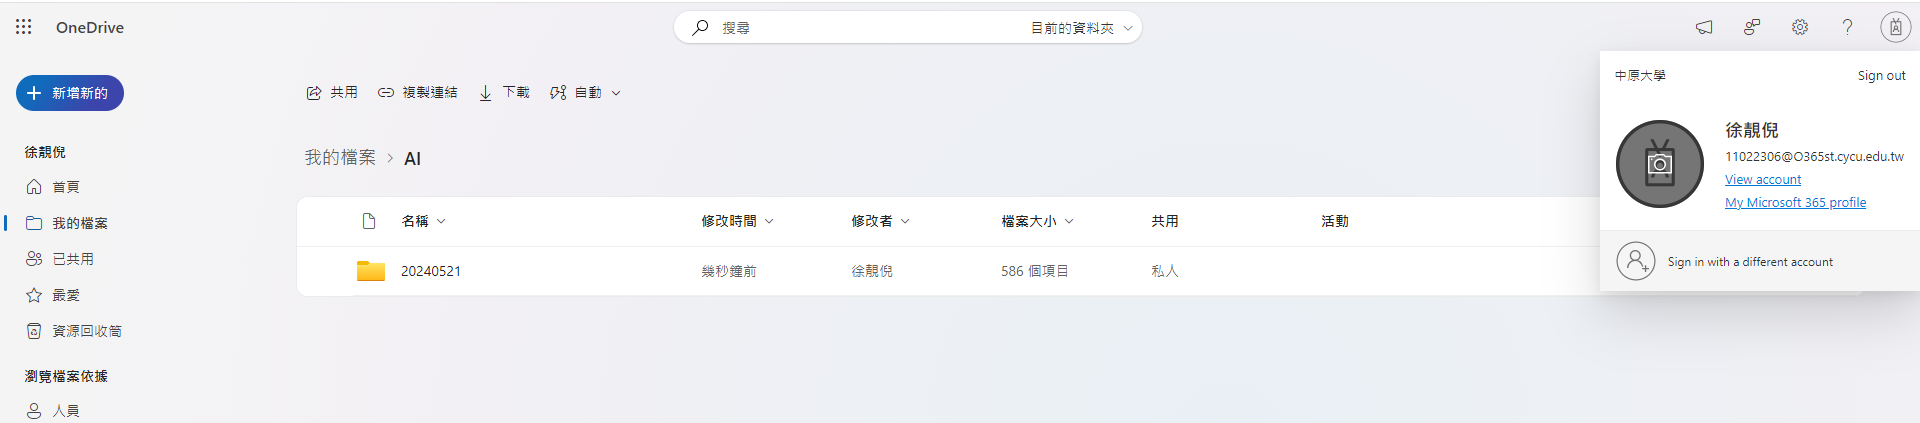 OneDrive
搜尋
目前的資料夾
新增新的
共用
複製連結
下載
自動
中原大學
Sign out
徐靚倪
11022306@O365st.cycu.edu.tw
View account
My Microsoft 365 profile
Sign in with a different account
徐靚倪
首頁
我的檔案
已共用
最愛
資源回收筒
瀏覽檔案依據
人員
我的檔案 > AI
名稱 修改時間 修改者 檔案大小 共用 活動
20240521 幾秒鐘前 徐靚倪 586 個項目 私人